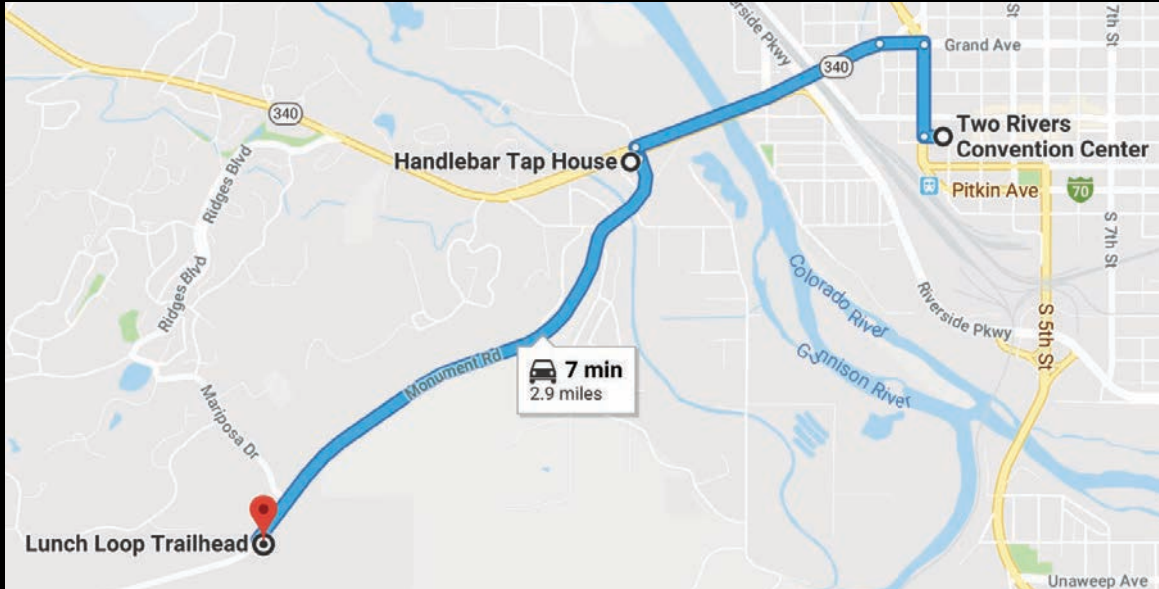 Riverside Pkwy
7th St
St
Grand Ave
340
340
Two Rivers
Convention Center
Handlebar Tap House
Ridges Blvd
Pitkin Ave
70
S 7th St
Colorado River
Ridges Blvd
Riverside Pkwy
S 5th St
Gunnison River
Monument Rd
7 min
2.9 miles
Mariposa Dr
Lunch Loop Trailhead
Unaweep Ave